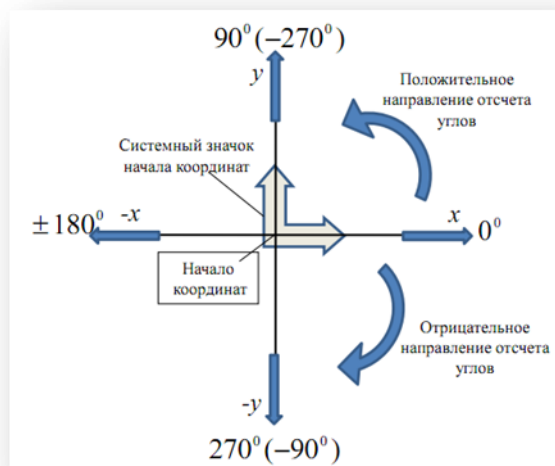 90⁰(−270⁰)
y
Положительное
направление отсчета
углов
Системный значок
начала координат
±180⁰
-x
x
0⁰
Начало
координат
Отрицательное
направление отсчета
углов
-y
270⁰(−90⁰)